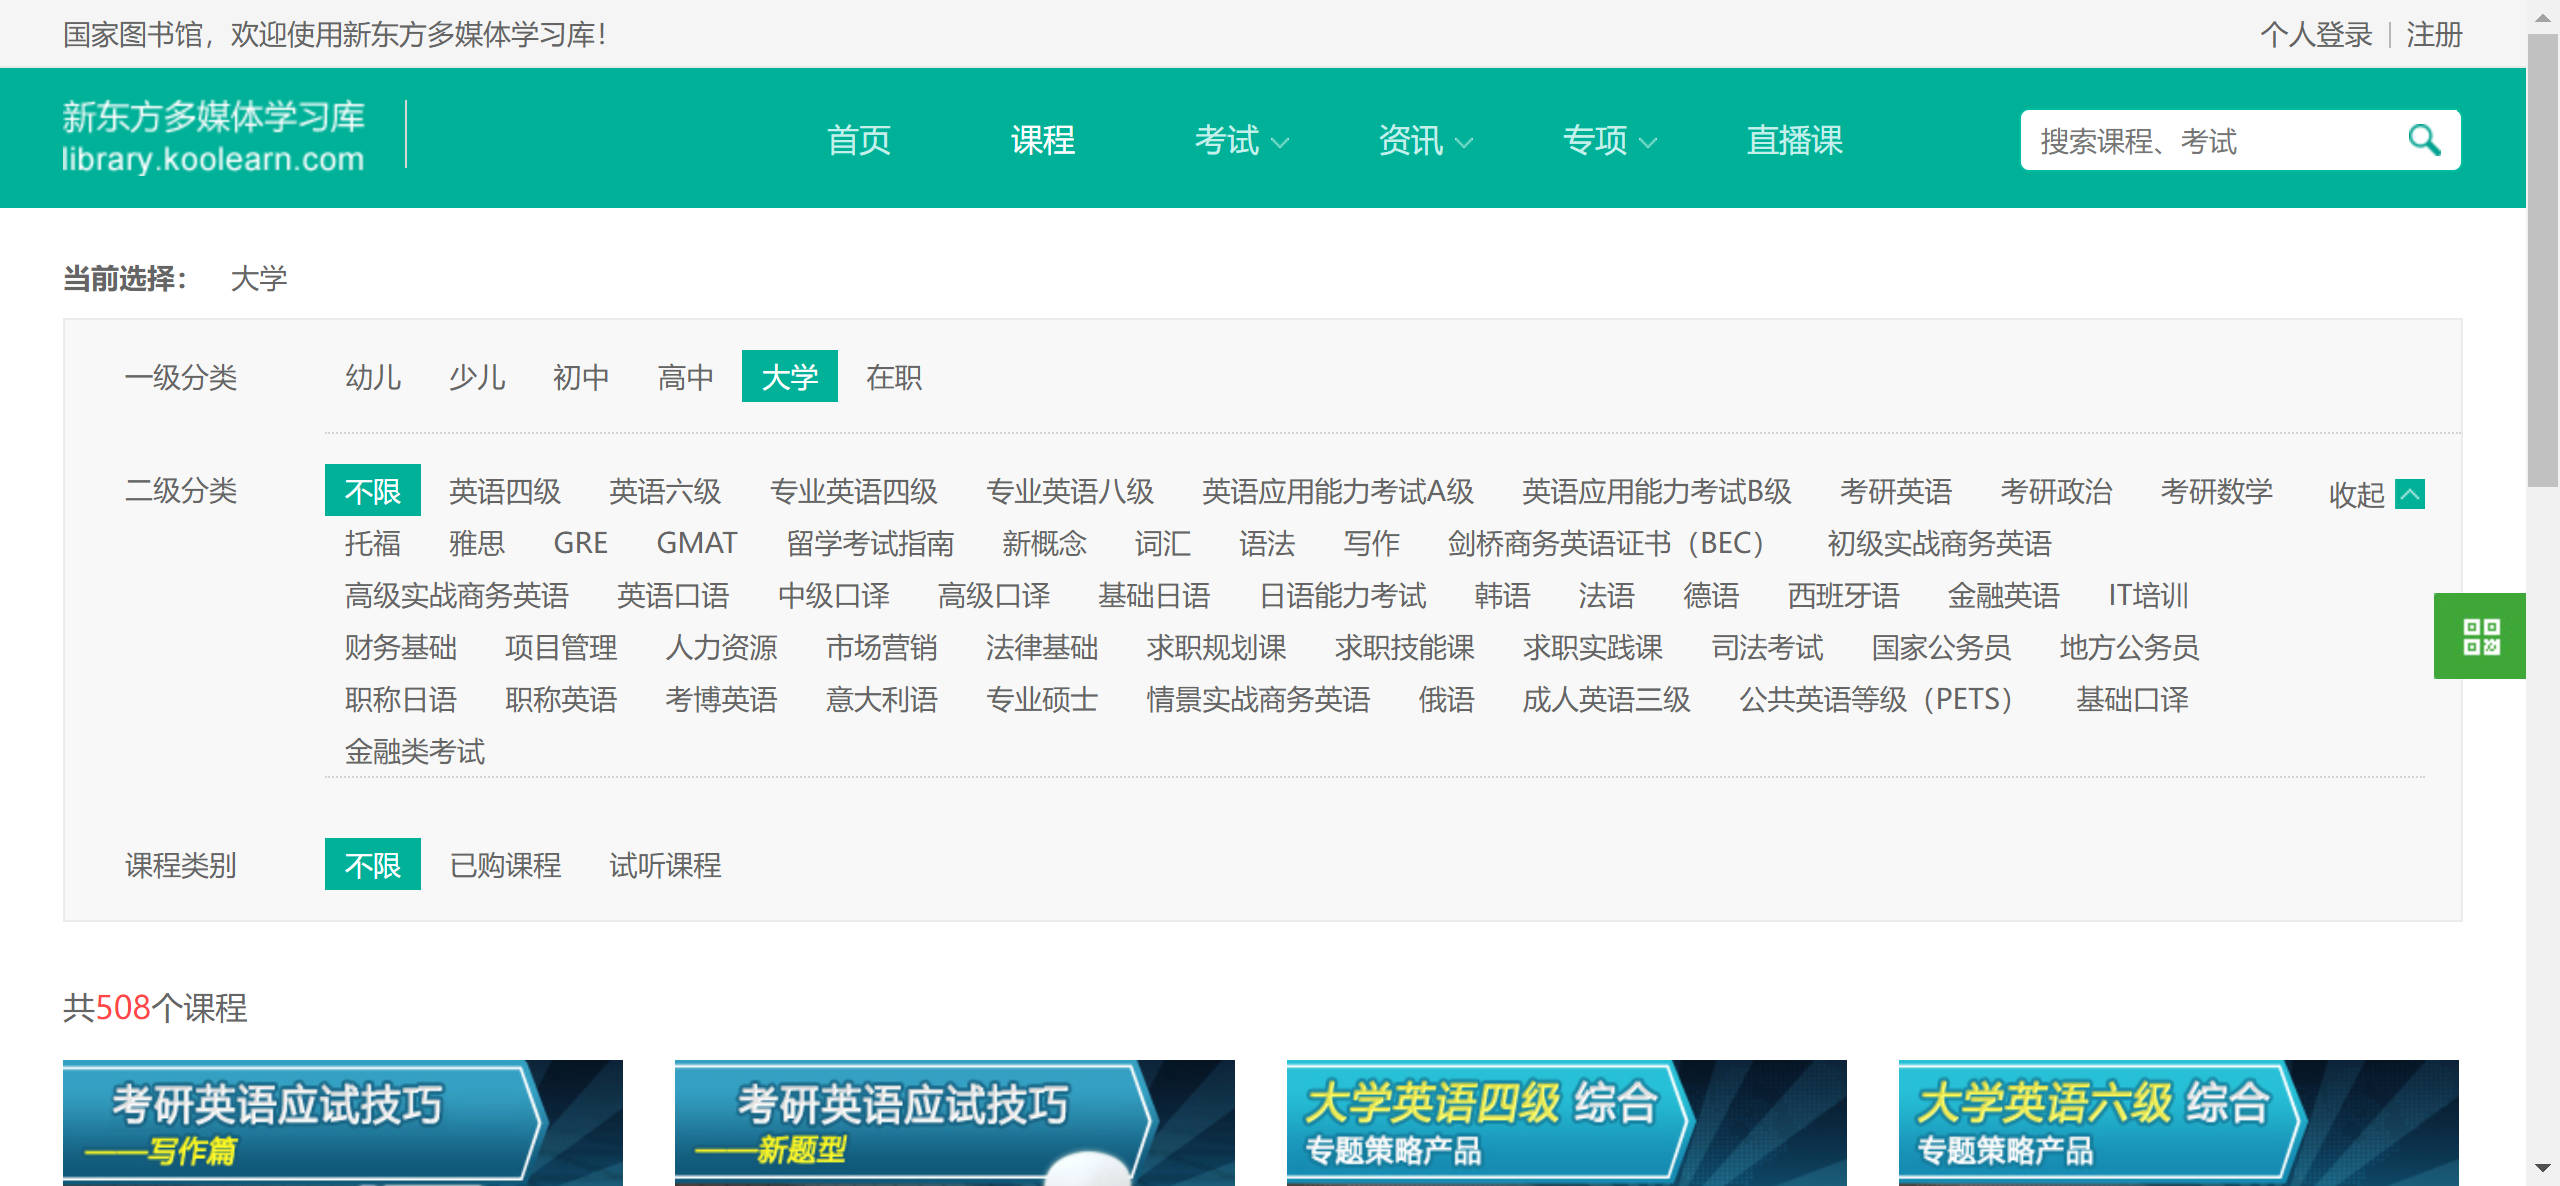 国家图书馆，欢迎使用新东方多媒体学习库！
个人登录 | 注册
新东方多媒体学习库
library.koolearn.com
首页 课程 考试 资讯 专项 直播课
搜索课程、考试
当前选择： 大学
一级分类 幼儿 少儿 初中 高中 大学 在职
二级分类 不限 英语四级 英语六级 专业英语四级 专业英语八级 英语应用能力考试A级 英语应用能力考试B级 考研英语 考研政治 考研数学 收起
托福 雅思 GRE GMAT 留学考试指南 新概念 词汇 语法 写作 剑桥商务英语证书（BEC） 初级实战商务英语
高级实战商务英语 英语口语 中级口译 高级口译 基础日语 日语能力考试 韩语 法语 德语 西班牙语 金融英语 IT培训
财务基础 项目管理 人力资源 市场营销 法律基础 求职规划课 求职技能课 求职实践课 司法考试 国家公务员 地方公务员
职称日语 职称英语 考博英语 意大利语 专业硕士 情景实战商务英语 俄语 成人英语三级 公共英语等级（PETS） 基础口译
金融类考试
课程类别 不限 已购课程 试听课程
共508个课程
考研英语应试技巧
——写作篇
考研英语应试技巧
——新题型
大学英语四级 综合
专题策略产品
大学英语六级 综合
专题策略产品